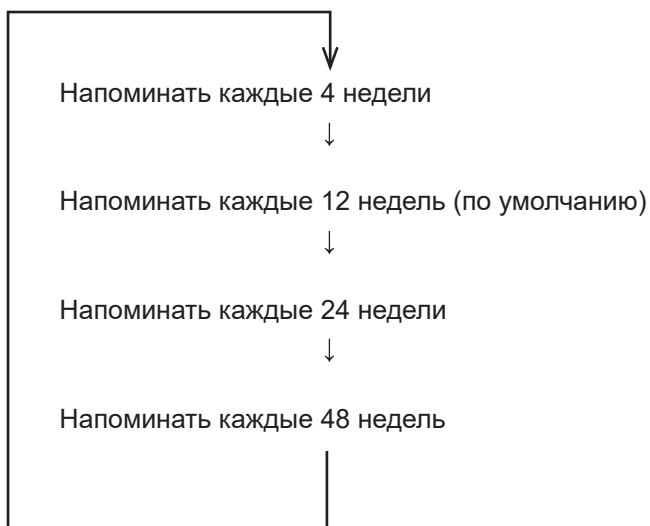 Напоминать каждые 4 недели
↓
Напоминать каждые 12 недель (по умолчанию)
↓
Напоминать каждые 24 недели
↓
Напоминать каждые 48 недель